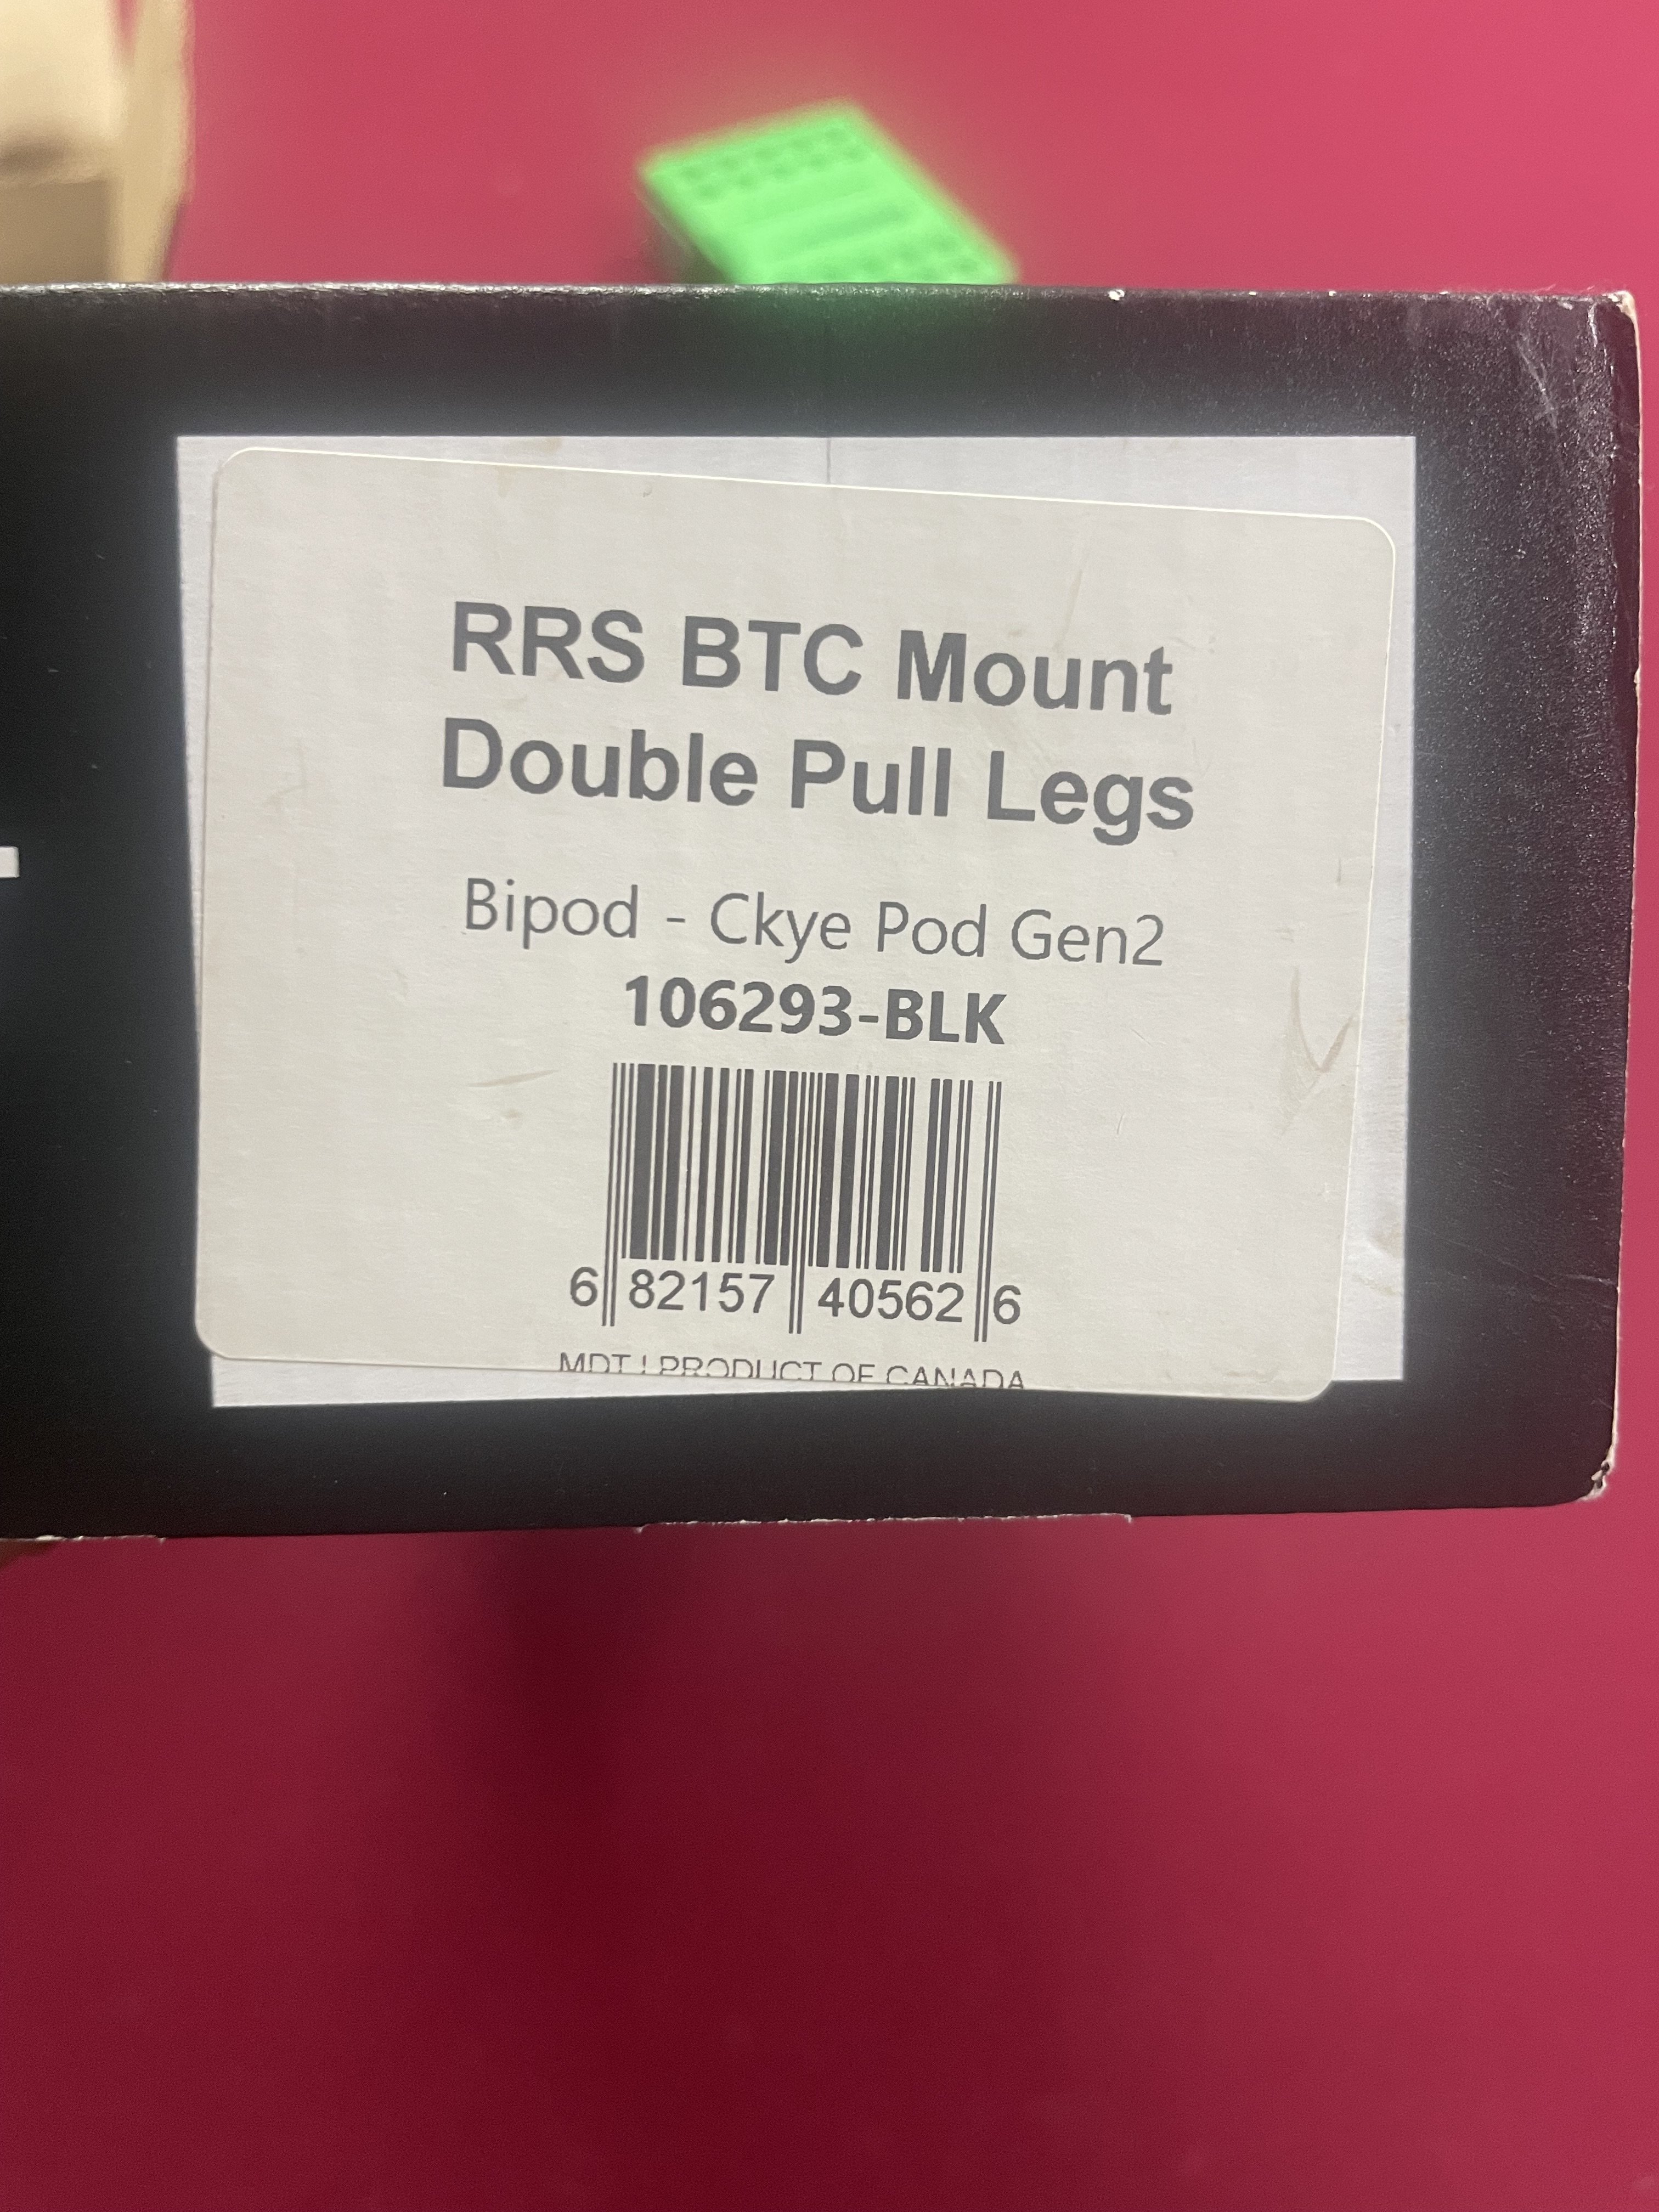 RRS BTC Mount
Double Pull Legs
Bipod - Ckye Pod Gen2
106293-BLK
6 82157 40562 6
MDT | PRODUCT OF CANADA